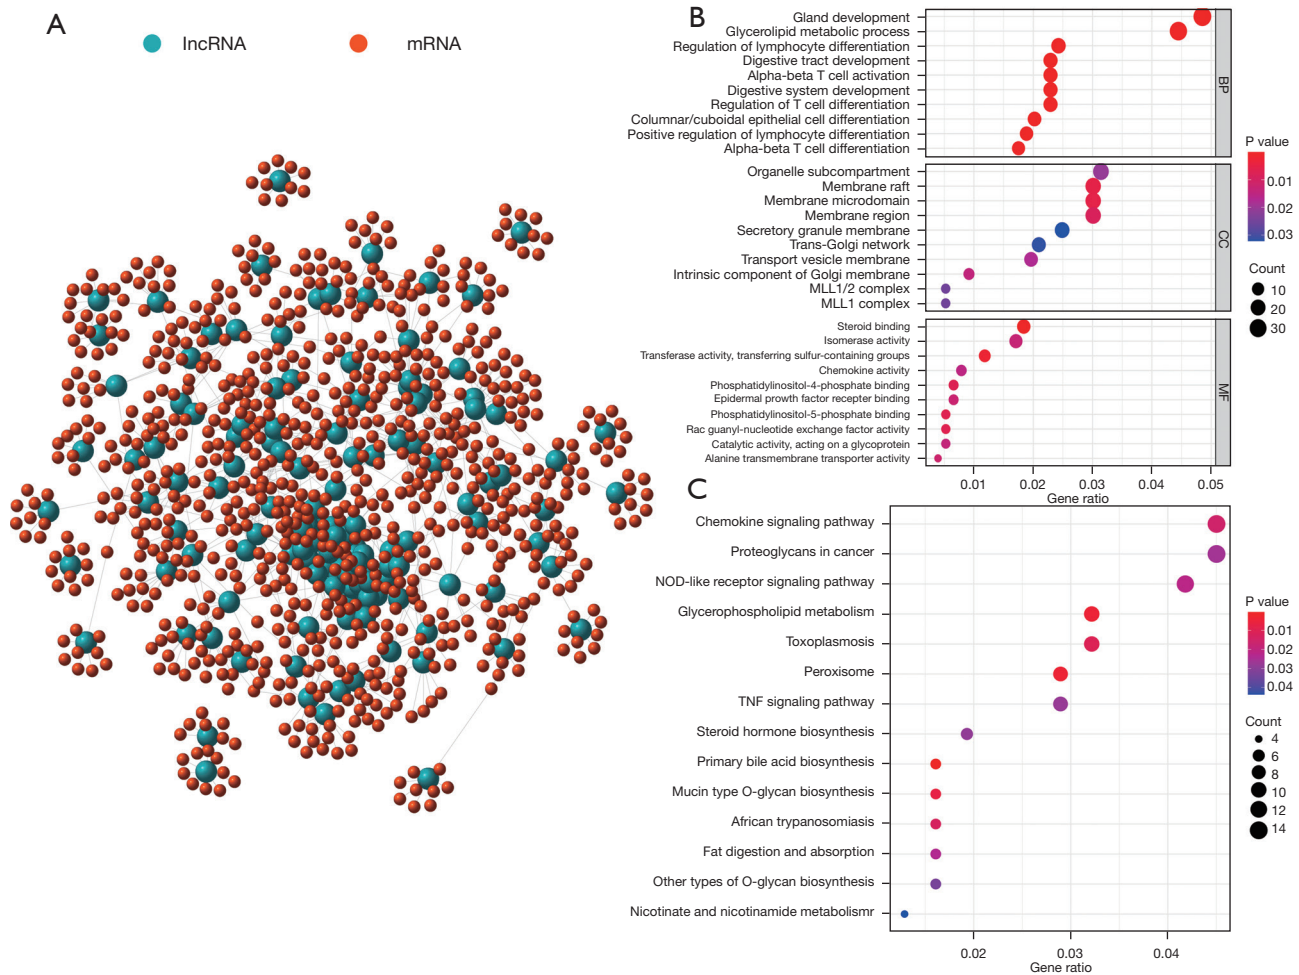 A
lncRNA
mRNA
B
Gland development
Glycerolipid metabolic process
Regulation of lymphocyte differentiation
Digestive tract development
Alpha-beta T cell activation
Digestive system development
Regulation of T cell differentiation
Columnar/cuboidal epithelial cell differentiation
Positive regulation of lymphocyte differentiation
Alpha-beta T cell differentiation
BP
Organelle subcompartment
Membrane raft
Membrane microdomain
Membrane region
Secretory granule membrane
Trans-Golgi network
Transport vesicle membrane
Intrinsic component of Golgi membrane
MLL1/2 complex
MLL1 complex
CC
Steroid binding
Isomerase activity
Transferase activity, transferring sulfur-containing groups
Chemokine activity
Phosphatidylinositol-4-phosphate binding
Epidermal growth factor recepter binding
Phosphatidylinositol-5-phosphate binding
Rac guanyl-nucleotide exchange factor activity
Catalytic activity, acting on a glycoprotein
Alanine transmembrane transporter activity
MF
0.01 0.02 0.03 0.04 0.05
Gene ratio
P value
0.01
0.02
0.03
Count
10
20
30
C
Chemokine signaling pathway
Proteoglycans in cancer
NOD-like receptor signaling pathway
Glycerophospholipid metabolism
Toxoplasmosis
Peroxisome
TNF signaling pathway
Steroid hormone biosynthesis
Primary bile acid biosynthesis
Mucin type O-glycan biosynthesis
African trypanosomiasis
Fat digestion and absorption
Other types of O-glycan biosynthesis
Nicotinate and nicotinamide metabolismr
0.02 0.03 0.04
Gene ratio
P value
0.01
0.02
0.03
0.04
Count
4
6
8
10
12
14